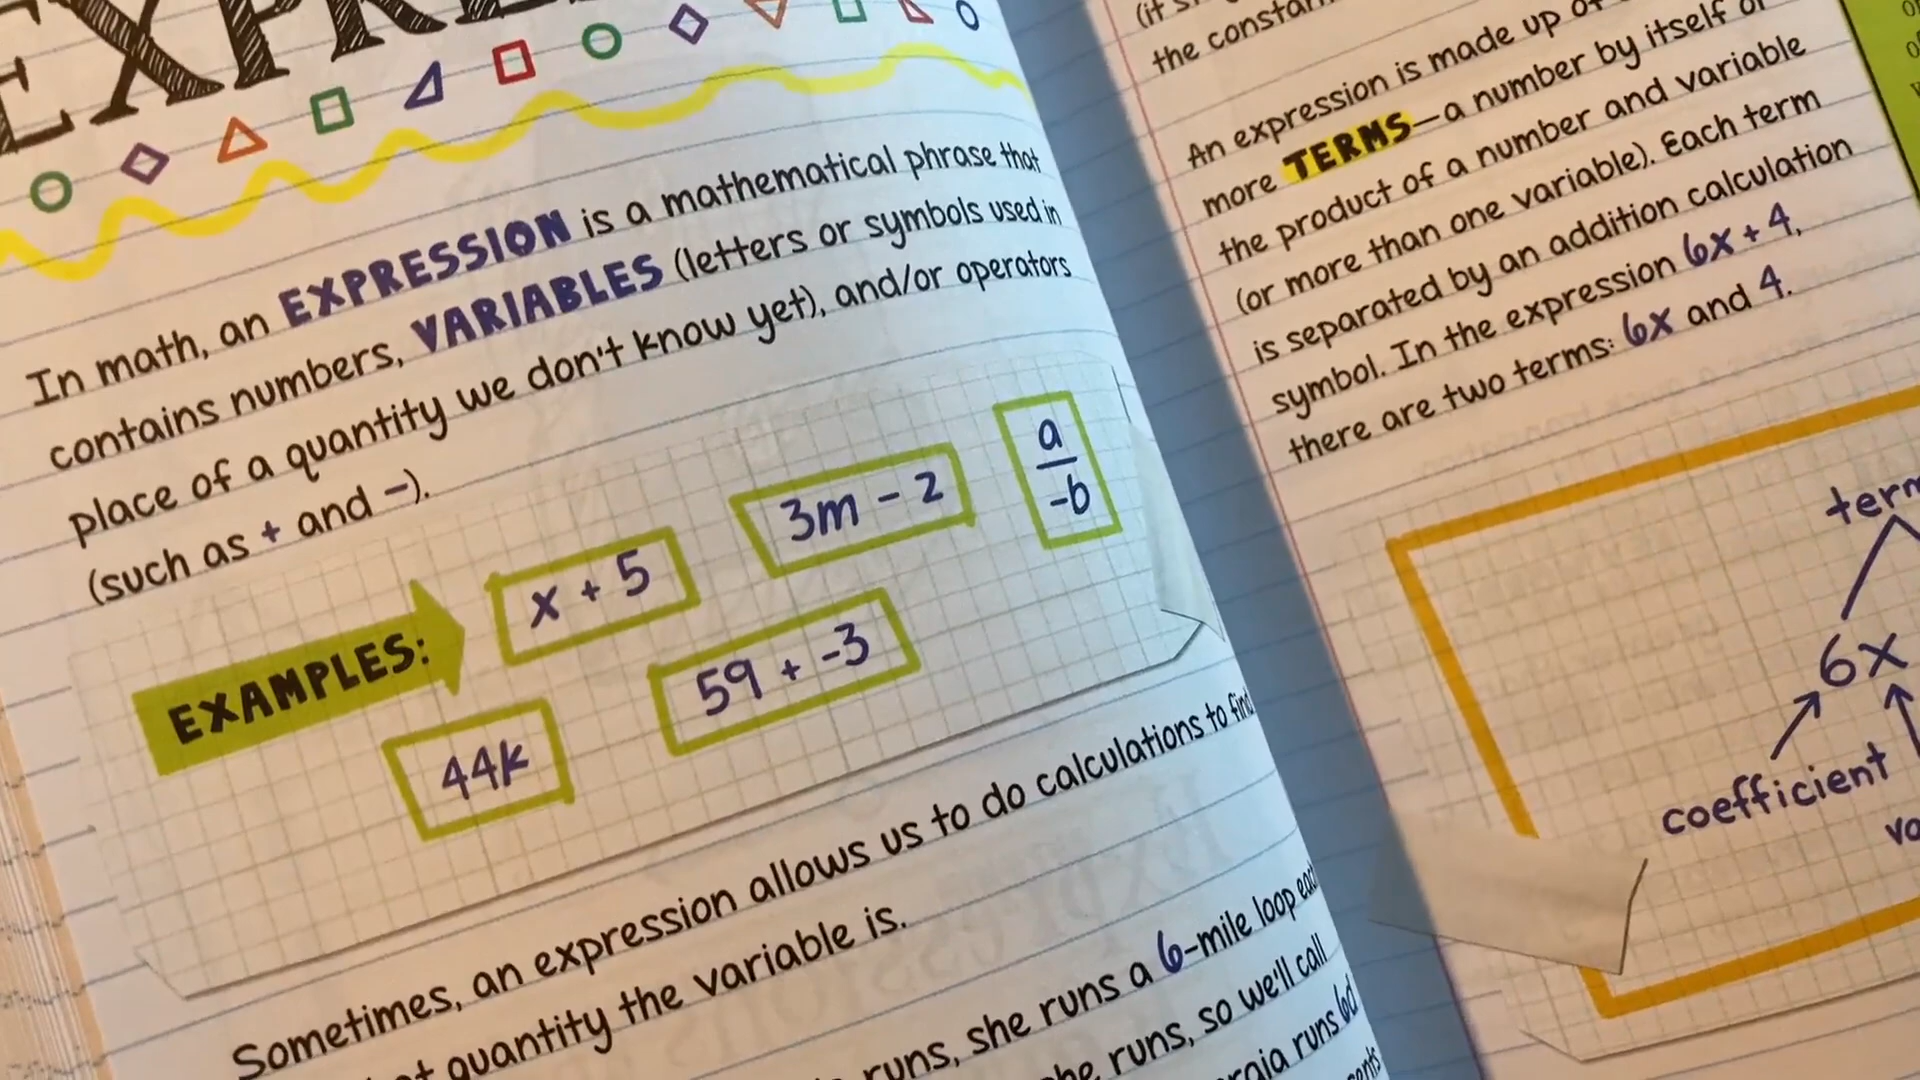 In math, an EXPRESSION is a mathematical phrase that
contains numbers, VARIABLES (letters or symbols used in
place of a quantity we don't know yet), and/or operators
(such as + and −).
EXAMPLES:
x + 5
3m − 2
a
-b
44k
59 + -3
Sometimes, an expression allows us to do calculations to find
quantity the variable is.
runs, she runs a 6-mile loop
runs, so we'll call
runs 6d
the
An expression is made up of
more TERMS—a number by itself or
the product of a number and variable
(or more than one variable). Each term
is separated by an addition calculation
symbol. In the expression 6x + 4,
there are two terms: 6x and 4.
6x
coefficient